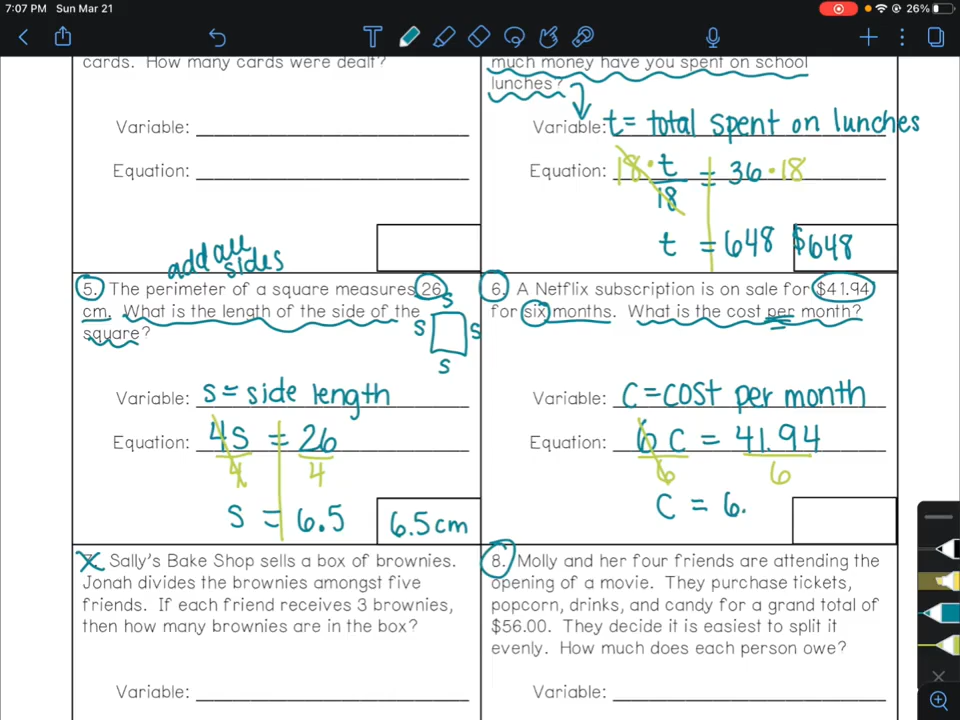 7:07 PM Sun Mar 21
26%
cards. How many cards were dealt?
Variable:
Equation:
much money have you spent on school
lunches?
Variable: t= total spent on lunches
Equation: 18 · t/18 = 36 · 18
t = 648 $648
add all
sides
5. The perimeter of a square measures 26
cm. What is the length of the side of the
square?
s
s s
s
Variable: s= side length
Equation: 4s = 26
4 4
s = 6.5 6.5cm
6. A Netflix subscription is on sale for $41.94
for six months. What is the cost per month?
Variable: c=cost per month
Equation: 6c = 41.94
6 6
c = 6.
7. Sally's Bake Shop sells a box of brownies.
Jonah divides the brownies amongst five
friends. If each friend receives 3 brownies,
then how many brownies are in the box?
Variable:
8. Molly and her four friends are attending the
opening of a movie. They purchase tickets,
popcorn, drinks, and candy for a grand total of
$56.00. They decide it is easiest to split it
evenly. How much does each person owe?
Variable: